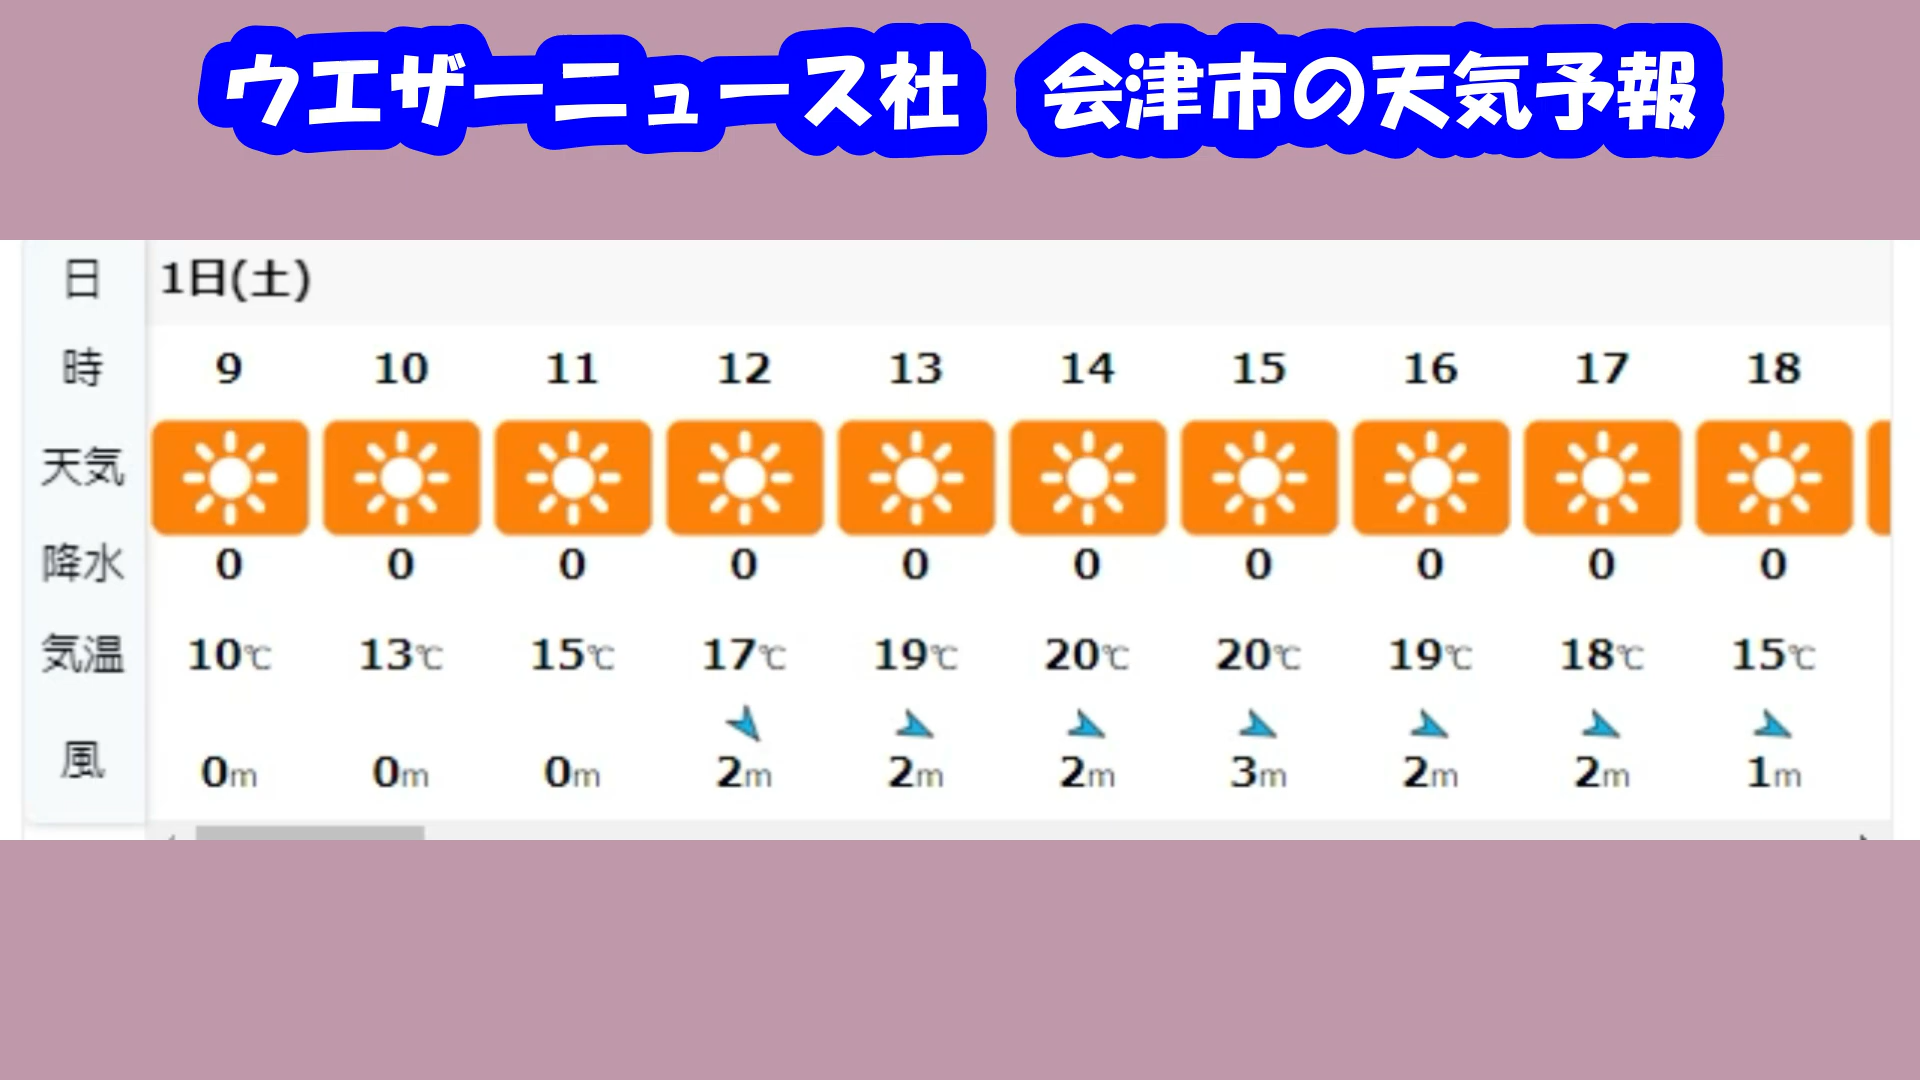 ウエザーニュース社　会津市の天気予報
日 1日(土)
時 9 10 11 12 13 14 15 16 17 18
天気
降水 0 0 0 0 0 0 0 0 0 0
気温 10℃ 13℃ 15℃ 17℃ 19℃ 20℃ 20℃ 19℃ 18℃ 15℃
風 0m 0m 0m 2m 2m 2m 3m 2m 2m 1m